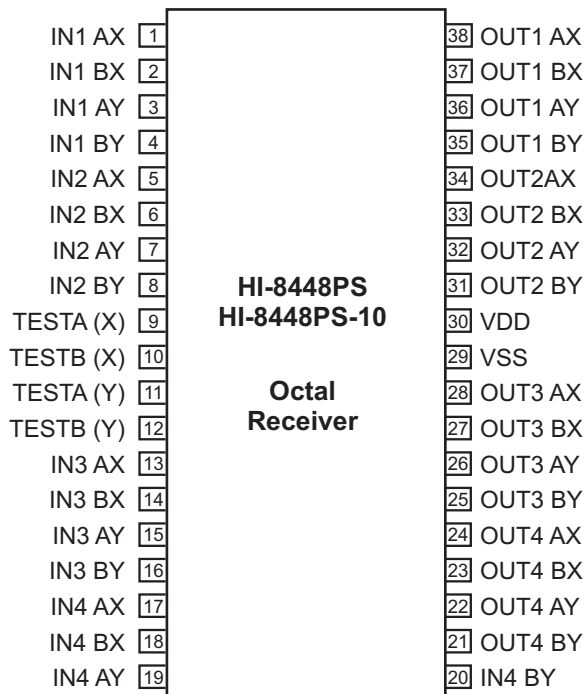 IN1 AX 1 38 OUT1 AX
IN1 BX 2 37 OUT1 BX
IN1 AY 3 36 OUT1 AY
IN1 BY 4 35 OUT1 BY
IN2 AX 5 34 OUT2AX
IN2 BX 6 33 OUT2 BX
IN2 AY 7 32 OUT2 AY
IN2 BY 8 31 OUT2 BY
HI-8448PS
TESTA (X) 9 30 VDD
HI-8448PS-10
TESTB (X) 10 29 VSS
TESTA (Y) 11 28 OUT3 AX
Octal
TESTB (Y) 12 27 OUT3 BX
Receiver
IN3 AX 13 26 OUT3 AY
IN3 BX 14 25 OUT3 BY
IN3 AY 15 24 OUT4 AX
IN3 BY 16 23 OUT4 BX
IN4 AX 17 22 OUT4 AY
IN4 BX 18 21 OUT4 BY
IN4 AY 19 20 IN4 BY